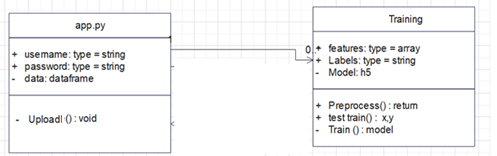 app.py
+ username: type = string
+ password: type = string
- data: dataframe
- Uploadl () : void
0..*
Training
+ features: type = array
+ Labels: type = string
- Model: h5
+ Preprocess() : return
+ test train() : x,y
- Train () : model